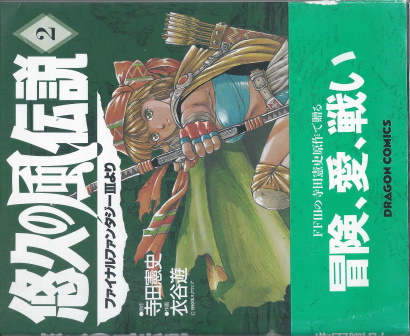 悠久の風伝説
2
ファイナルファンタジーIIIより
寺田憲史
衣谷遊
FFIIIの寺田憲史原作で贈る
冒険、愛、戦い
DRAGON COMICS